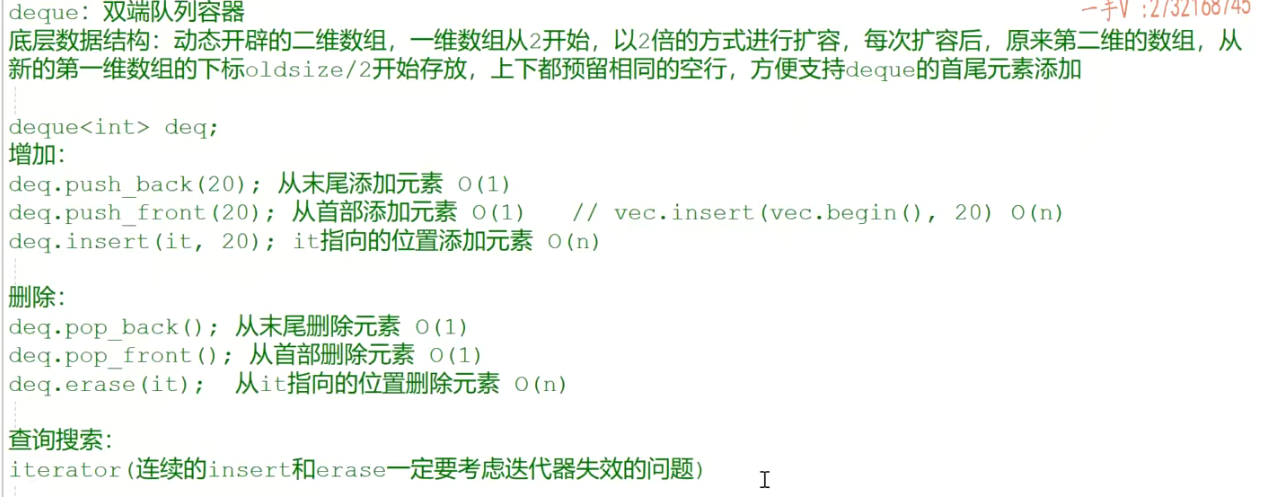 一手V :2732168745
deque: 双端队列容器
底层数据结构：动态开辟的二维数组，一维数组从2开始，以2倍的方式进行扩容，每次扩容后，原来第二维的数组，从
新的第一维数组的下标oldsize/2开始存放，上下都预留相同的空行，方便支持deque的首尾元素添加
deque<int> deq;
增加：
deq.push_back(20); 从末尾添加元素 O(1)
deq.push_front(20); 从首部添加元素 O(1)   // vec.insert(vec.begin(), 20) O(n)
deq.insert(it, 20); it指向的位置添加元素 O(n)
删除：
deq.pop_back(); 从末尾删除元素 O(1)
deq.pop_front(); 从首部删除元素 O(1)
deq.erase(it); 从it指向的位置删除元素 O(n)
查询搜索：
iterator(连续的insert和erase一定要考虑迭代器失效的问题)